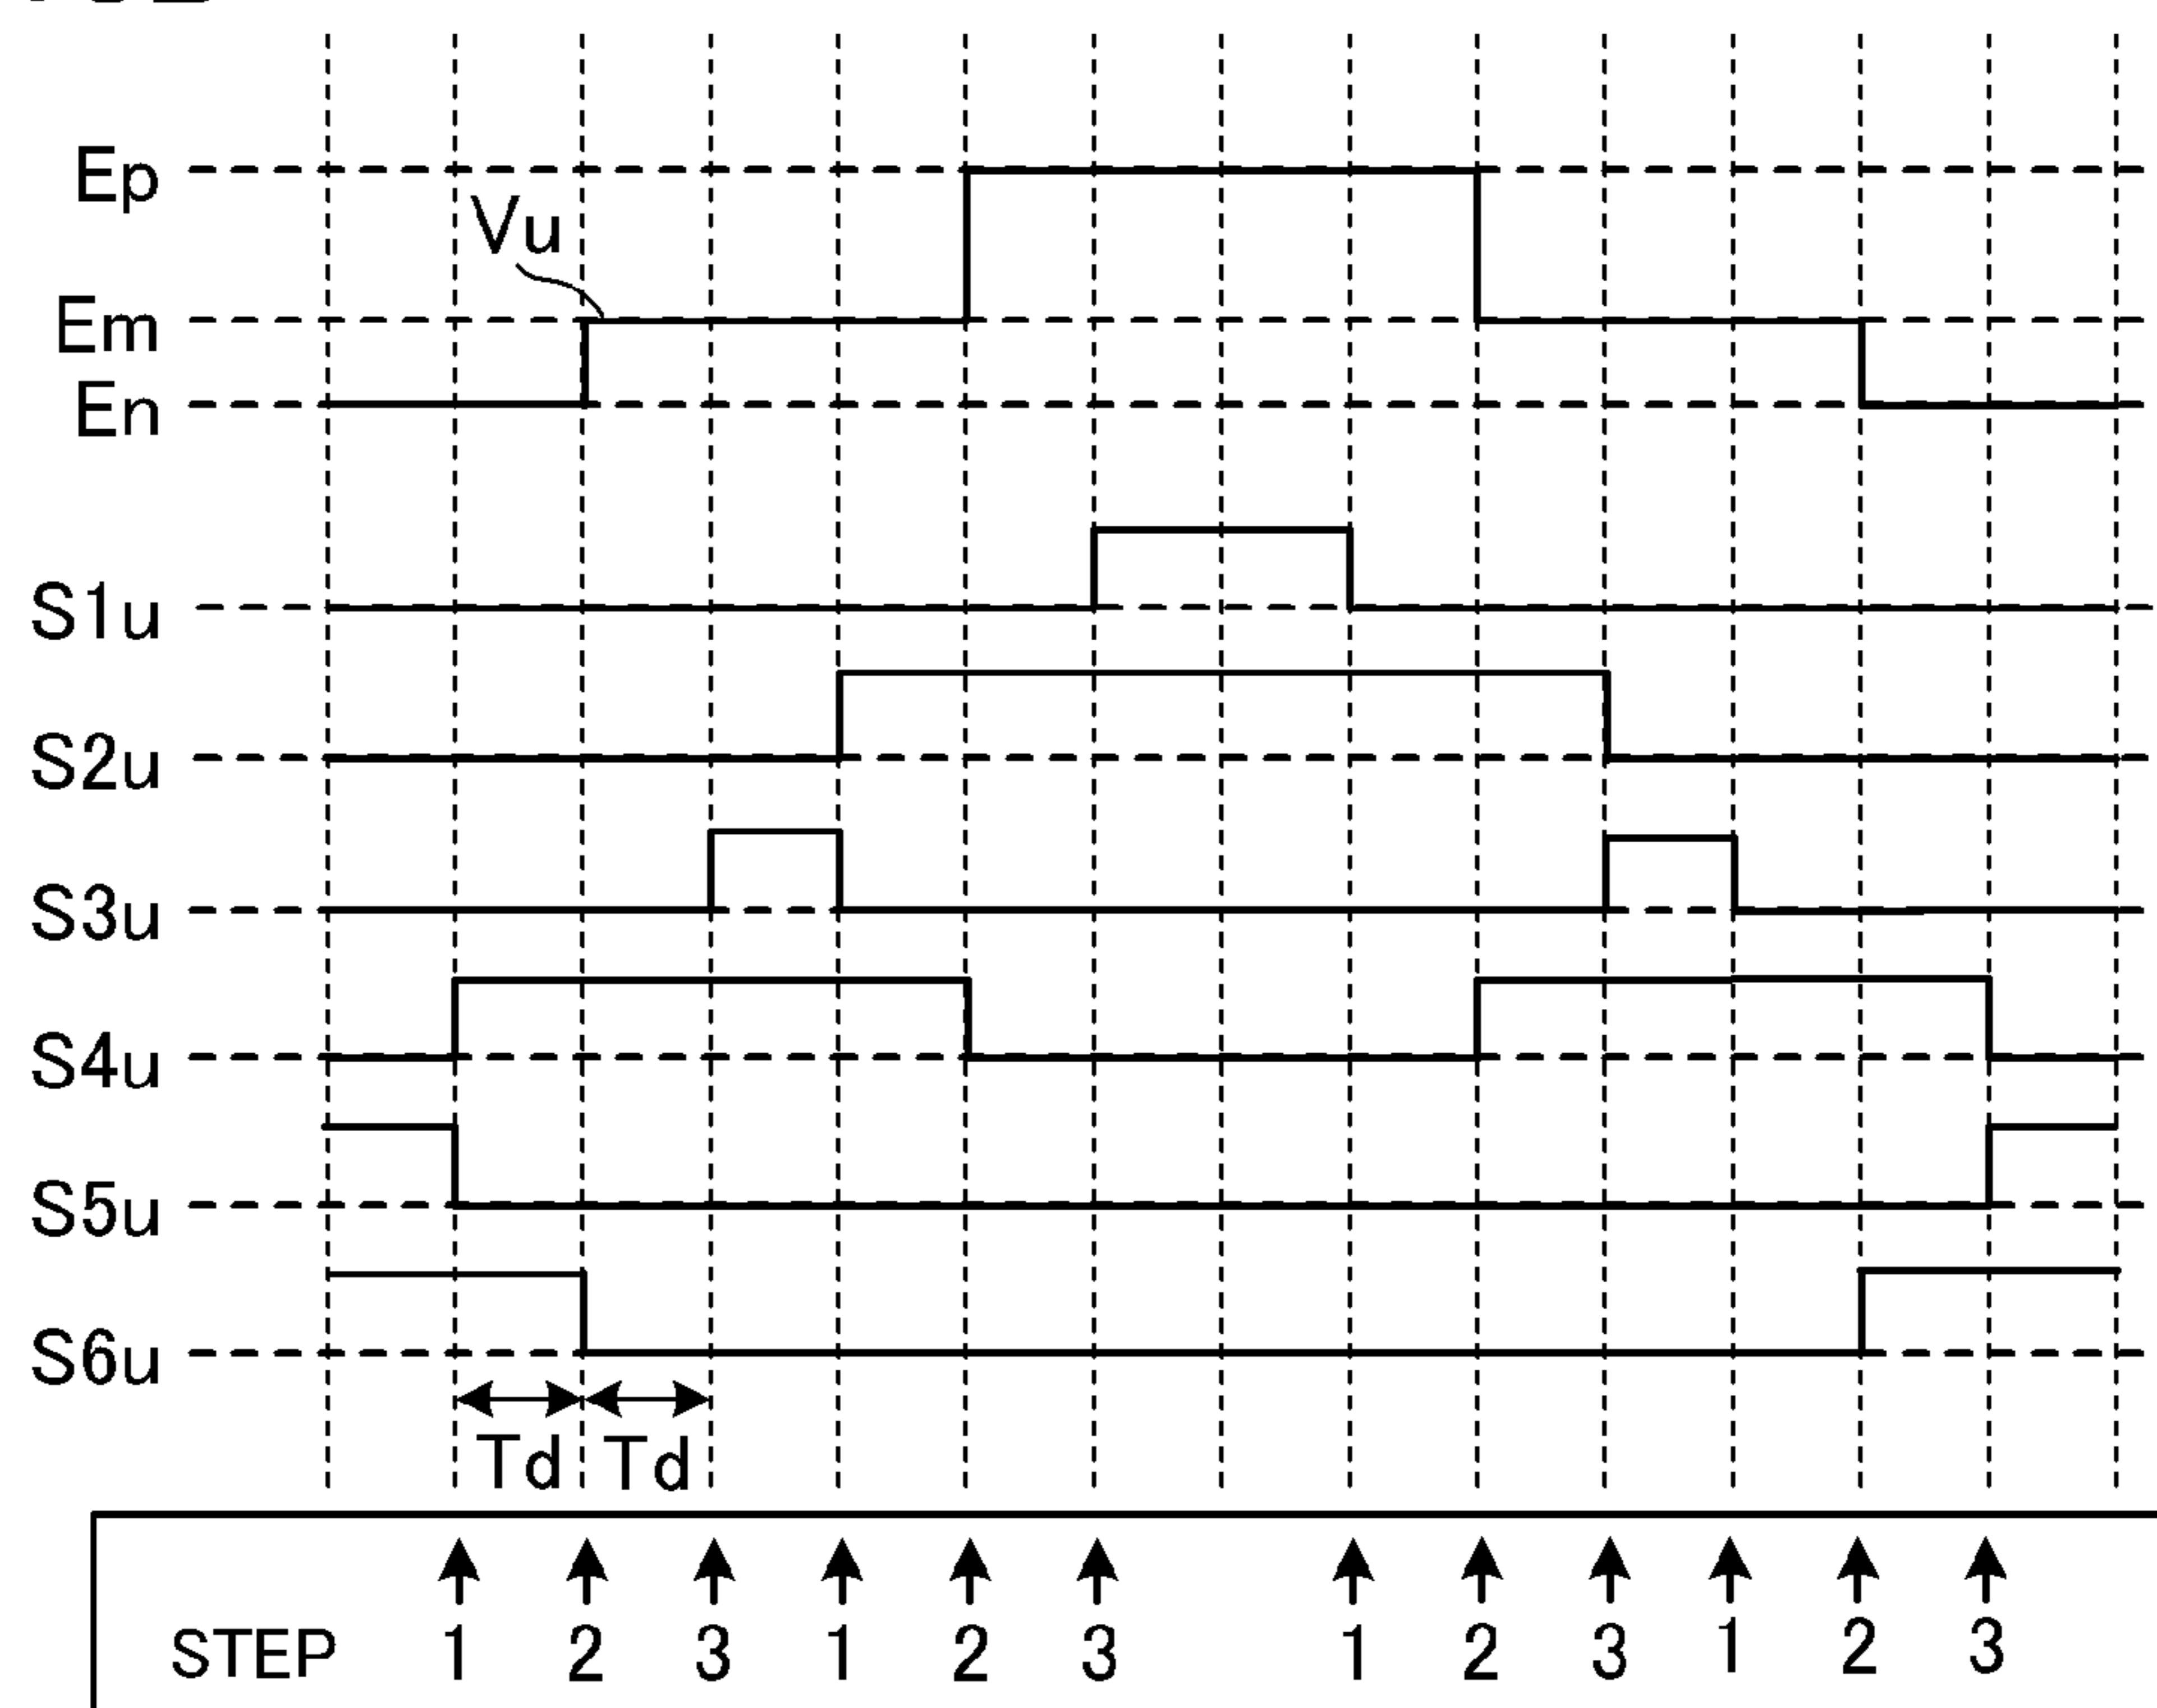 Ep
Vu
Em
En
S1u
S2u
S3u
S4u
S5u
S6u
Td Td
STEP 1 2 3 1 2 3 1 2 3 1 2 3